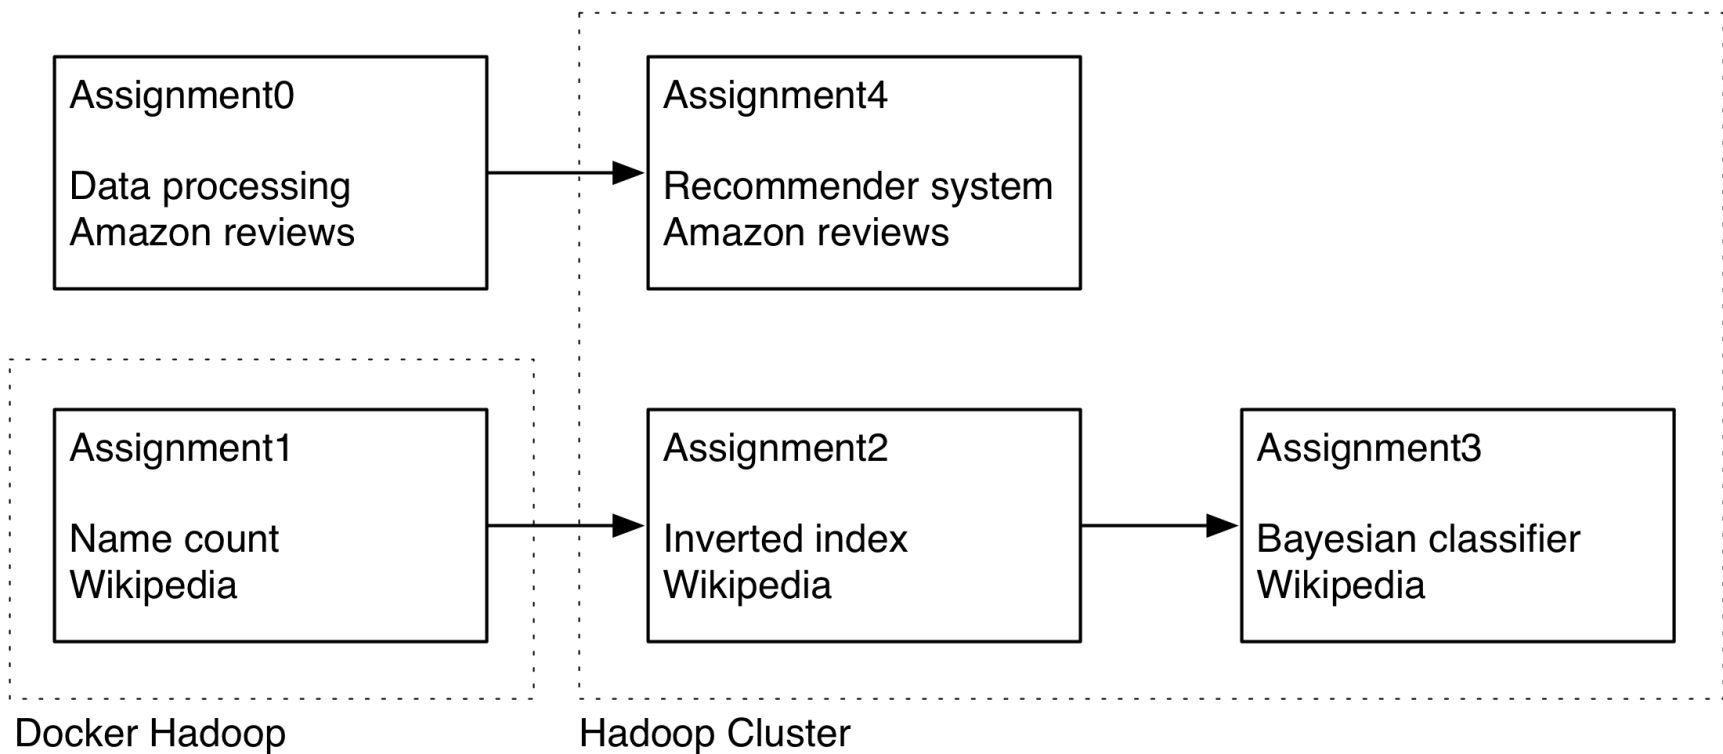 Assignment0
Data processing
Amazon reviews
Assignment4
Recommender system
Amazon reviews
Assignment1
Name count
Wikipedia
Assignment2
Inverted index
Wikipedia
Assignment3
Bayesian classifier
Wikipedia
Docker Hadoop
Hadoop Cluster